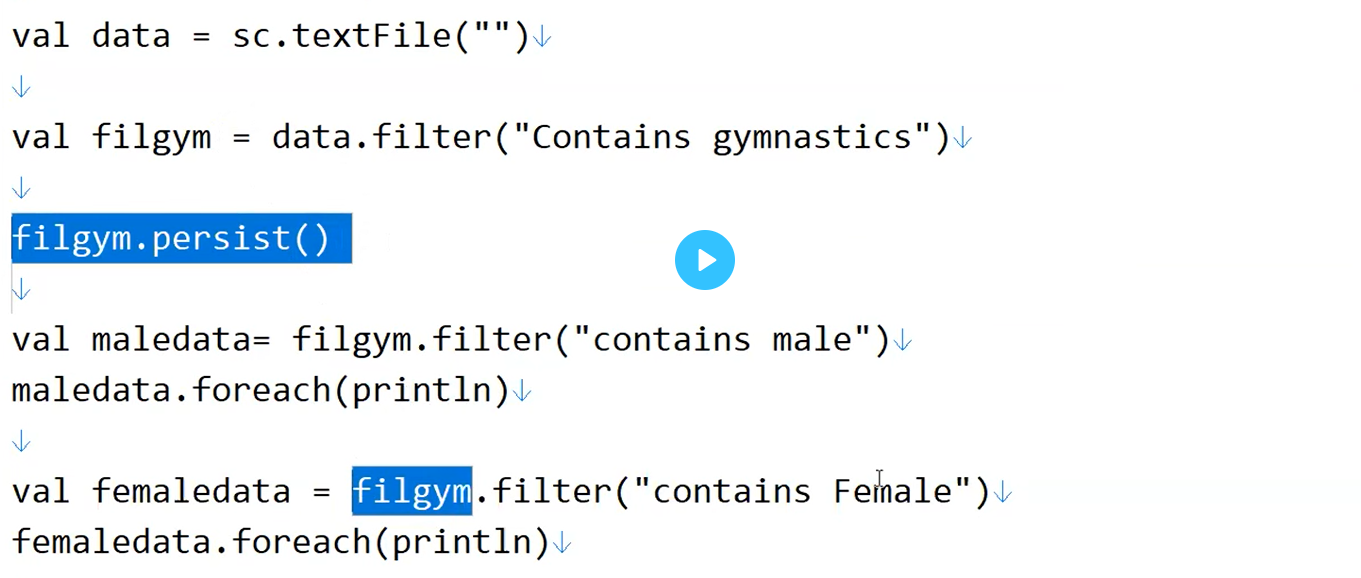 val data = sc.textFile("")↓
↓
val filgym = data.filter("Contains gymnastics")↓
↓
filgym.persist()
↓
val maledata= filgym.filter("contains male")↓
maledata.foreach(println)↓
↓
val femaledata = filgym.filter("contains Female")↓
femaledata.foreach(println)↓